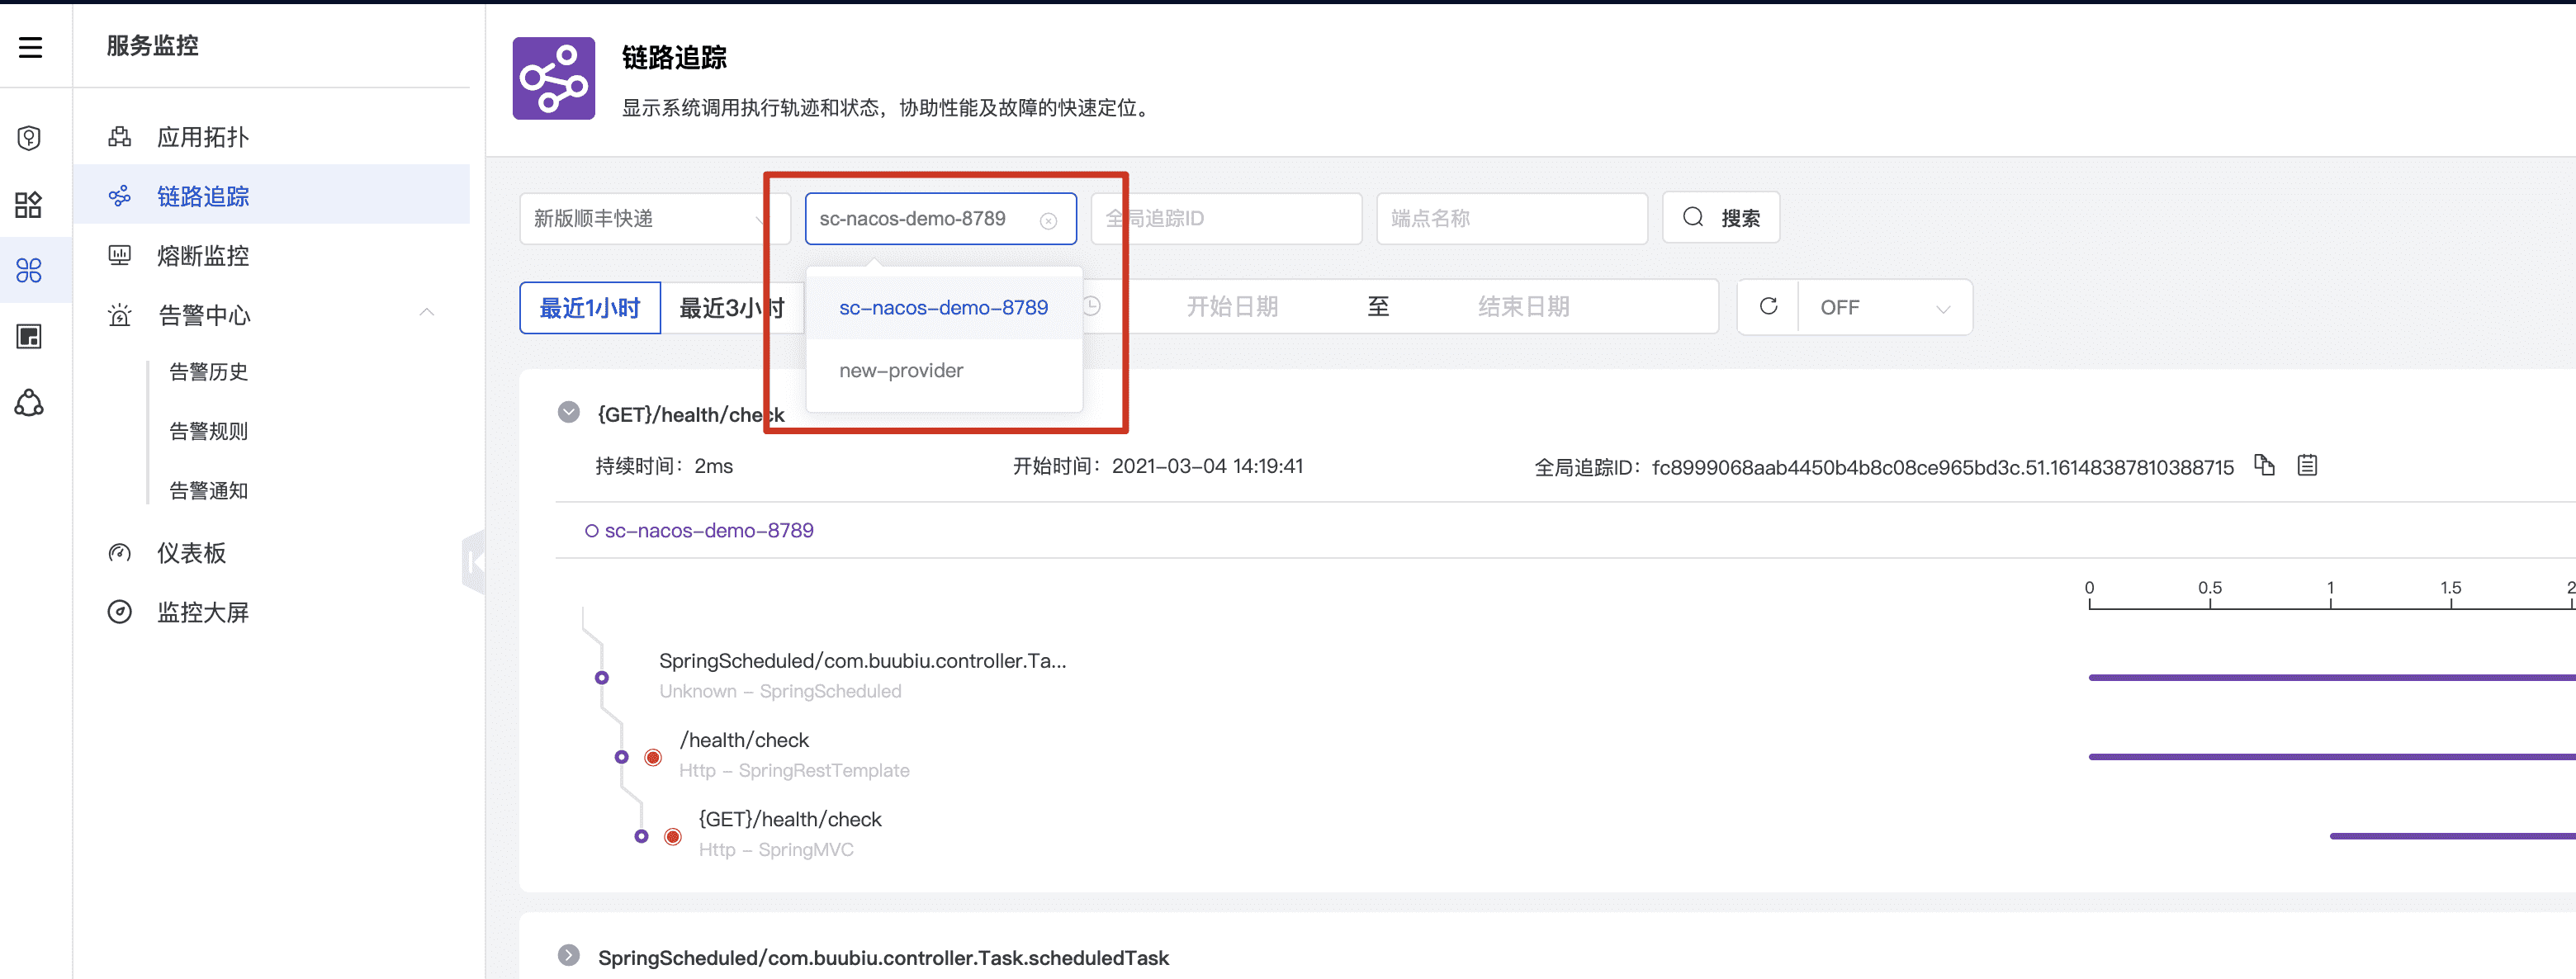 服务监控
应用拓扑
链路追踪
熔断监控
告警中心
告警历史
告警规则
告警通知
仪表板
监控大屏
链路追踪
显示系统调用执行轨迹和状态，协助性能及故障的快速定位。
新版顺丰快递
sc-nacos-demo-8789
全局追踪ID
端点名称
搜索
最近1小时
最近3小时
开始日期
至
结束日期
OFF
sc-nacos-demo-8789
new-provider
{GET}/health/check
持续时间：2ms
开始时间：2021-03-04 14:19:41
全局追踪ID：fc8999068aab4450b4b8c08ce965bd3c.51.16148387810388715
sc-nacos-demo-8789
0 0.5 1 1.5 2
SpringScheduled/com.buubiu.controller.Ta...
Unknown - SpringScheduled
/health/check
Http - SpringRestTemplate
{GET}/health/check
Http - SpringMVC
SpringScheduled/com.buubiu.controller.Task.scheduledTask